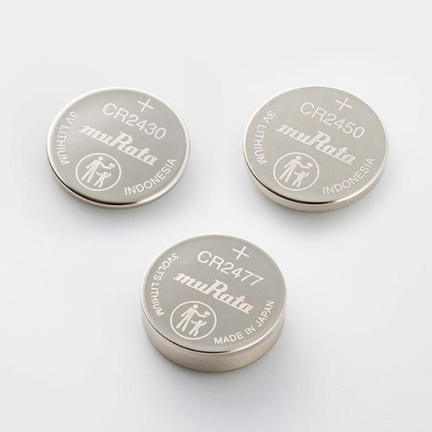 +
CR2430
muRata
3V LITHIUM
INDONESIA
+
CR2450
muRata
3V LITHIUM
INDONESIA
+
CR2477
muRata
3VOLTS LITHIUM
MADE IN JAPAN